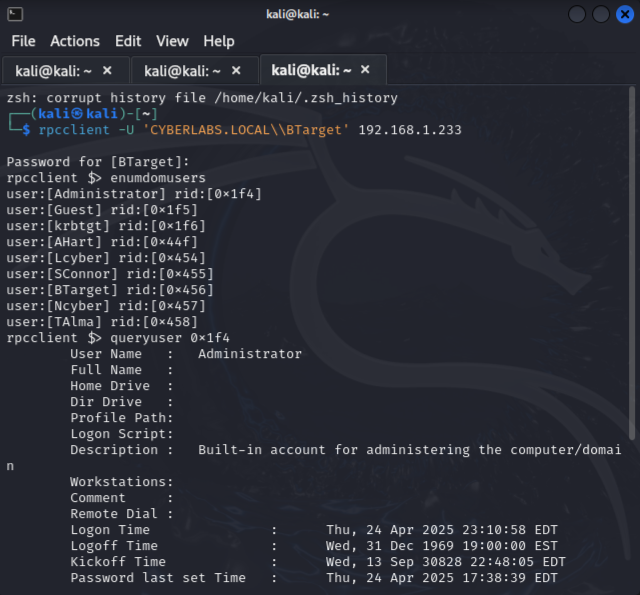 kali@kali: ~
File Actions Edit View Help
kali@kali: ~ × kali@kali: ~ × kali@kali: ~ ×
zsh: corrupt history file /home/kali/.zsh_history
┌──(kali㉿kali)-[~]
└─$ rpcclient -U 'CYBERLABS.LOCAL\\BTarget' 192.168.1.233
Password for [BTarget]:
rpcclient $> enumdomusers
user:[Administrator] rid:[0×1f4]
user:[Guest] rid:[0×1f5]
user:[krbtgt] rid:[0×1f6]
user:[AHart] rid:[0×44f]
user:[Lcyber] rid:[0×454]
user:[SConnor] rid:[0×455]
user:[BTarget] rid:[0×456]
user:[Ncyber] rid:[0×457]
user:[TAlma] rid:[0×458]
rpcclient $> queryuser 0×1f4
User Name : Administrator
Full Name :
Home Drive :
Dir Drive :
Profile Path:
Logon Script:
Description : Built-in account for administering the computer/domai
n
Workstations:
Comment :
Remote Dial :
Logon Time : Thu, 24 Apr 2025 23:10:58 EDT
Logoff Time : Wed, 31 Dec 1969 19:00:00 EST
Kickoff Time : Wed, 13 Sep 30828 22:48:05 EDT
Password last set Time : Thu, 24 Apr 2025 17:38:39 EDT